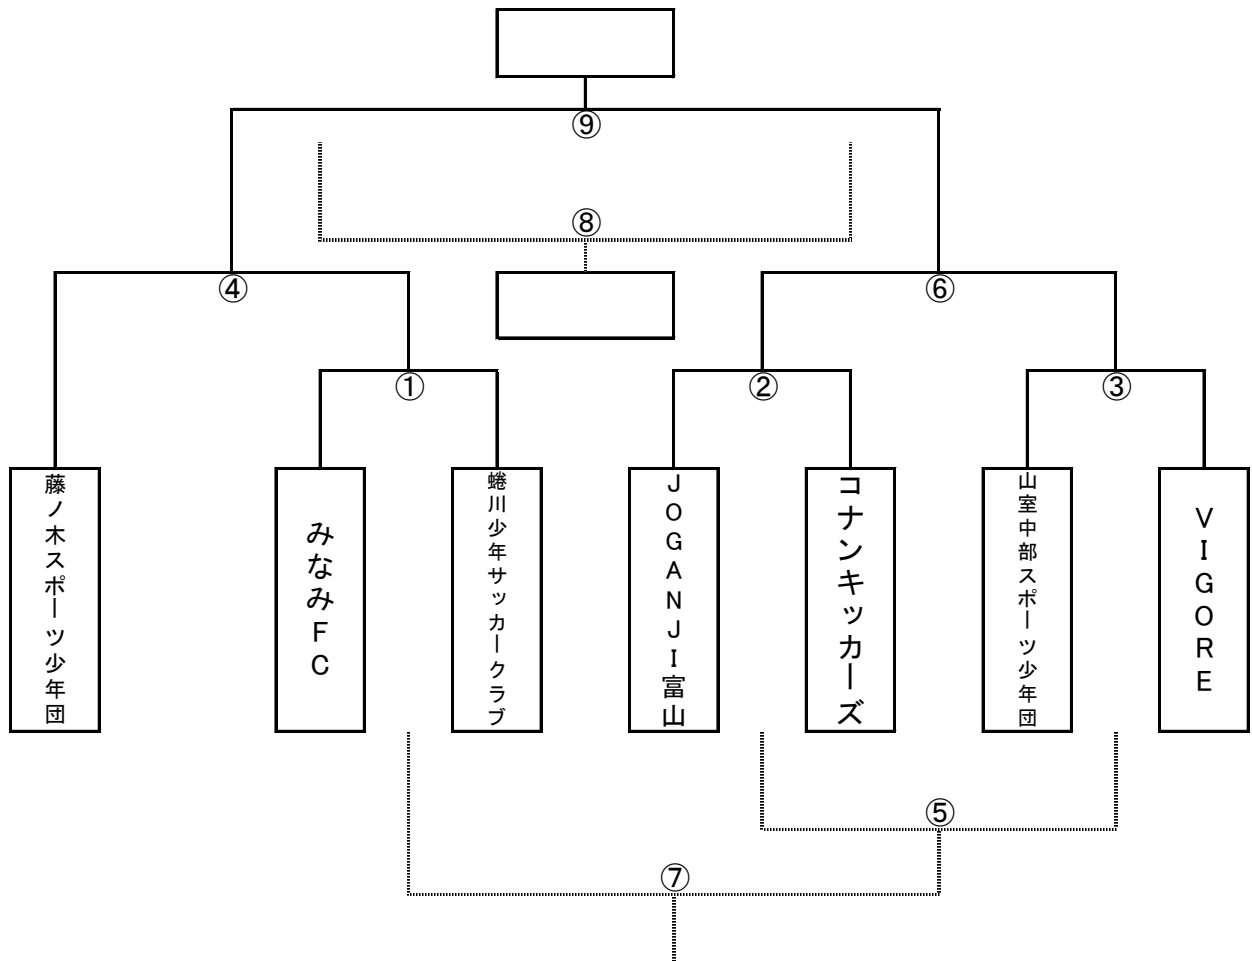 ⑨
⑧
④
⑥
①
②
③
藤ノ木スポーツ少年団
みなみFC
蜷川少年サッカークラブ
JOGANJI富山
コナンキッカーズ
山室中部スポーツ少年団
VIGORE
⑤
⑦